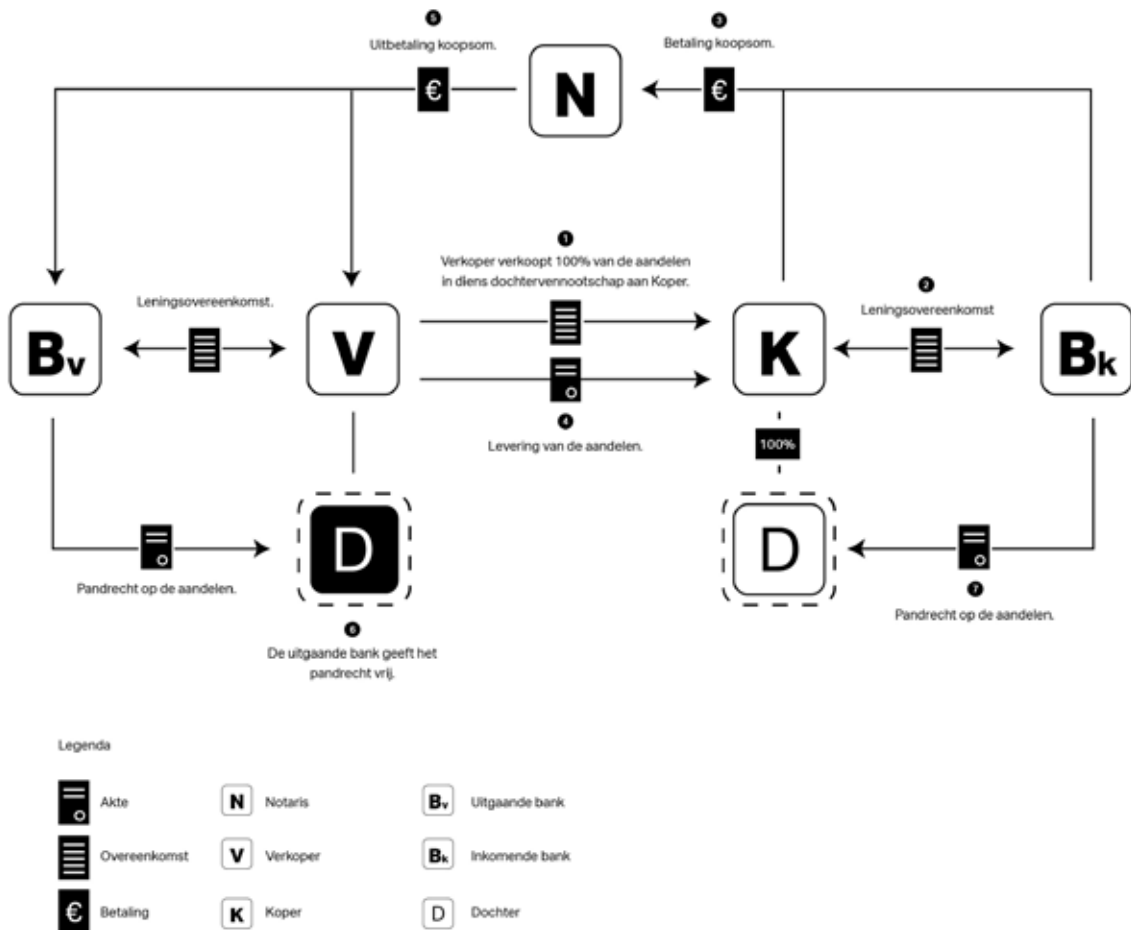 5
3
Uitbetaling koopsom.
Betaling koopsom.
€
N
€
1
Verkoper verkoopt 100% van de aandelen
in diens dochtervennootschap aan Koper.
2
Leningsovereenkomst.
Leningsovereenkomst
Bv
V
K
Bk
4
Levering van de aandelen.
100%
D
D
Pandrecht op de aandelen.
7
Pandrecht op de aandelen.
6
De uitgaande bank geeft het
pandrecht vrij.
Legenda
Akte
N Notaris
Bv Uitgaande bank
Overeenkomst
V Verkoper
Bk Inkomende bank
€ Betaling
K Koper
D Dochter